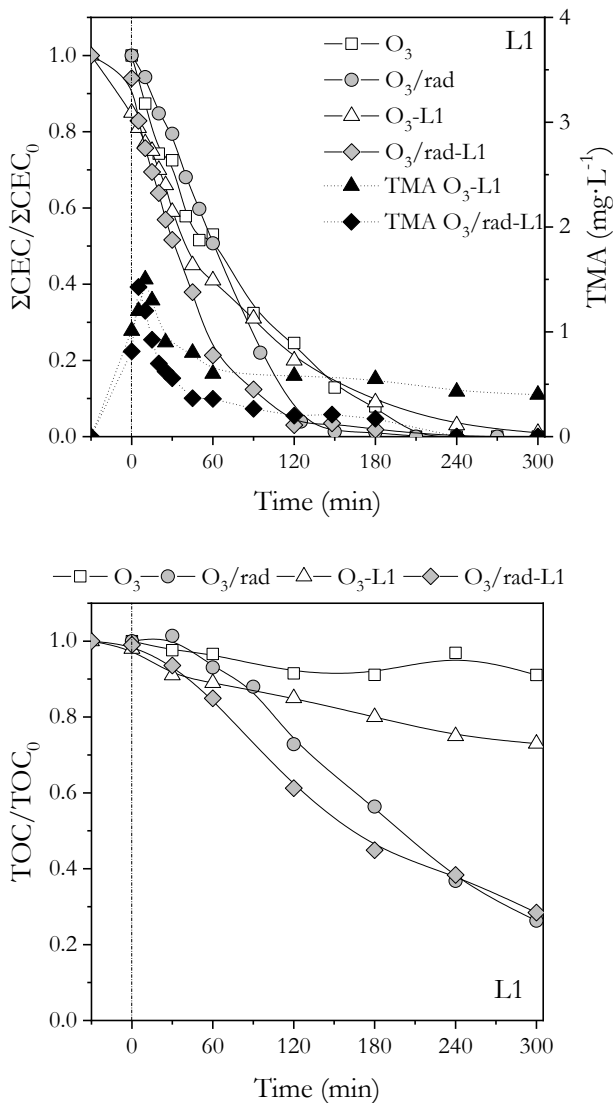 L1
O₃
O₃/rad
O₃-L1
O₃/rad-L1
TMA O₃-L1
TMA O₃/rad-L1
ΣCEC/ΣCEC₀
1.0
0.8
0.6
0.4
0.2
0.0
TMA (mg·L⁻¹)
4
3
2
1
0
0 60 120 180 240 300
Time (min)
O₃ O₃/rad O₃-L1 O₃/rad-L1
TOC/TOC₀
1.0
0.8
0.6
0.4
0.2
0.0
L1
0 60 120 180 240 300
Time (min)